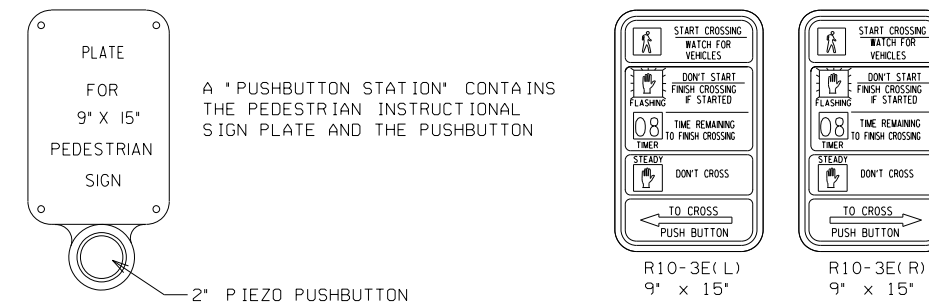 PLATE
FOR
9" X 15"
PEDESTRIAN
SIGN
A "PUSHBUTTON STATION" CONTAINS
THE PEDESTRIAN INSTRUCTIONAL
SIGN PLATE AND THE PUSHBUTTON
2" PIEZO PUSHBUTTON
START CROSSING
WATCH FOR
VEHICLES
DON'T START
FINISH CROSSING
IF STARTED
FLASHING
08
TIME REMAINING
TO FINISH CROSSING
TIMER
STEADY
DON'T CROSS
TO CROSS
PUSH BUTTON
R10-3E(L)
9" x 15"
START CROSSING
WATCH FOR
VEHICLES
DON'T START
FINISH CROSSING
IF STARTED
FLASHING
08
TIME REMAINING
TO FINISH CROSSING
TIMER
STEADY
DON'T CROSS
TO CROSS
PUSH BUTTON
R10-3E(R)
9" x 15"